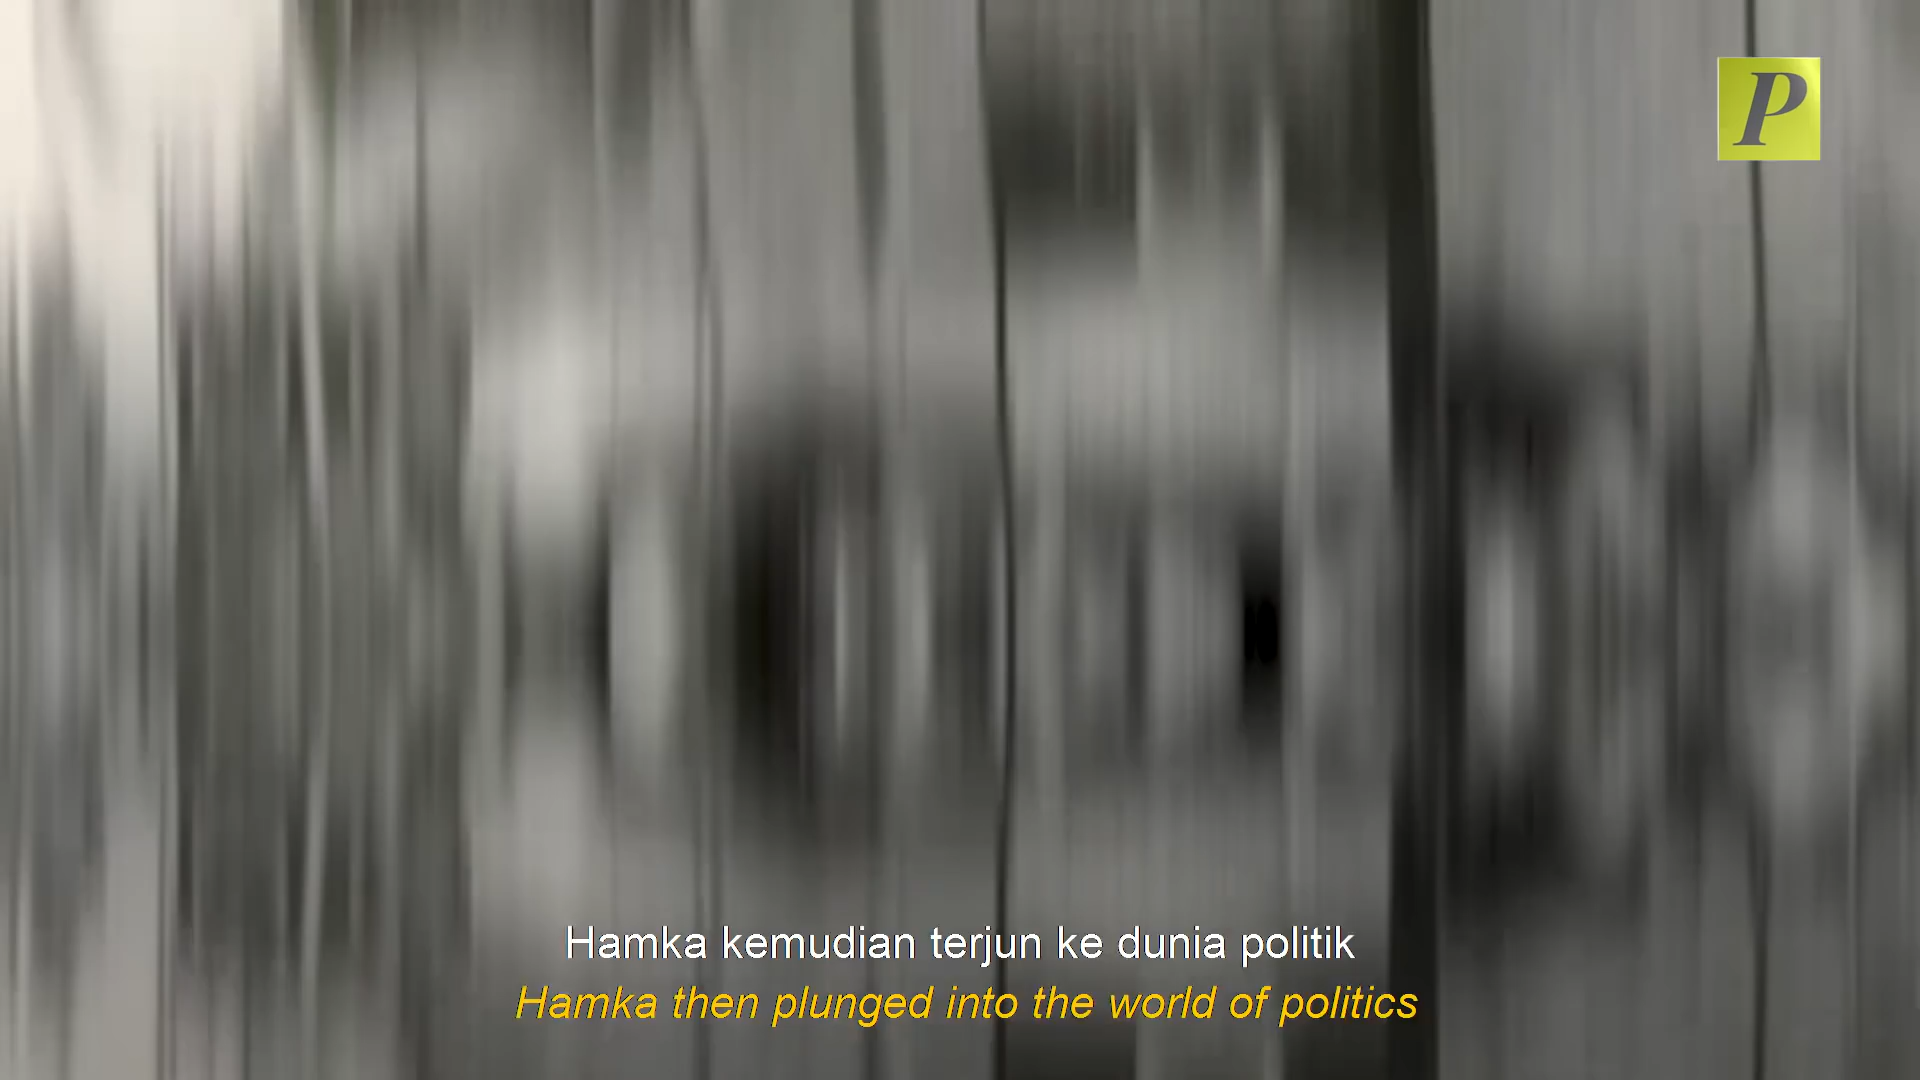 P
Hamka kemudian terjun ke dunia politik
Hamka then plunged into the world of politics